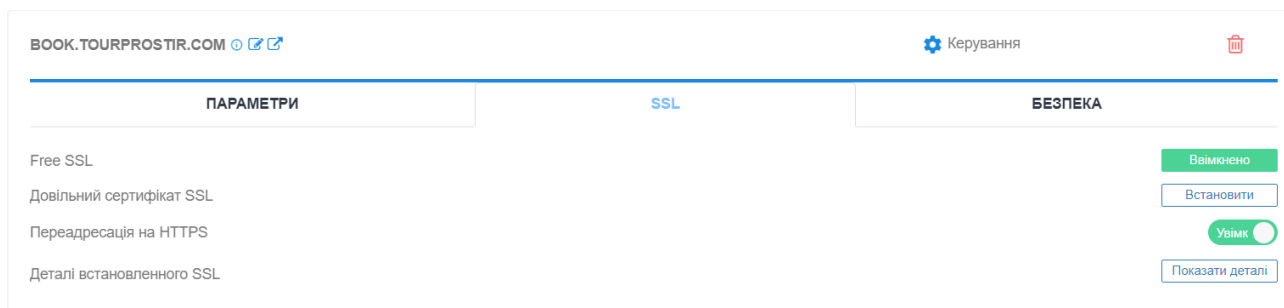 BOOK.TOURPROSTIR.COM Керування
ПАРАМЕТРИ SSL БЕЗПЕКА
Free SSL Ввімкнено
Довільний сертифікат SSL Встановити
Переадресація на HTTPS Увімк
Деталі встановленного SSL Показати деталі